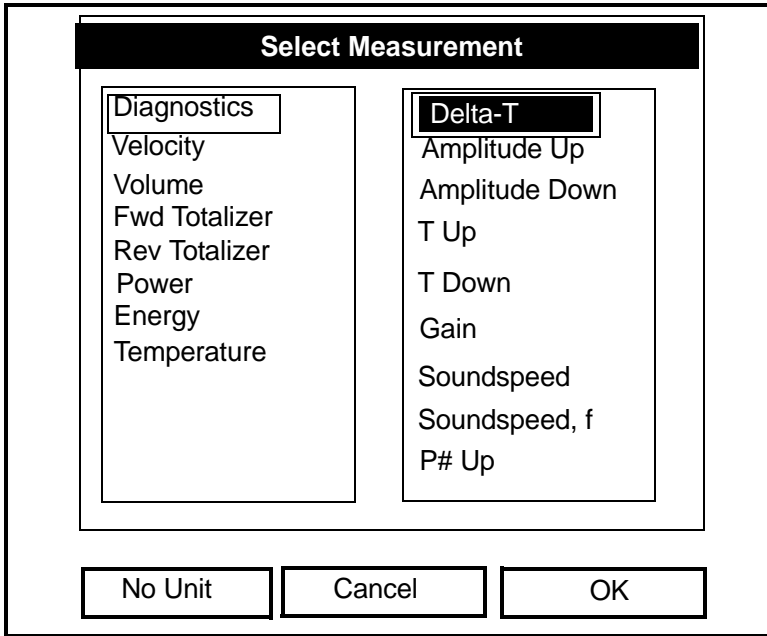 Select Measurement
Diagnostics
Velocity
Volume
Fwd Totalizer
Rev Totalizer
Power
Energy
Temperature
Delta-T
Amplitude Up
Amplitude Down
T Up
T Down
Gain
Soundspeed
Soundspeed, f
P# Up
No Unit
Cancel
OK